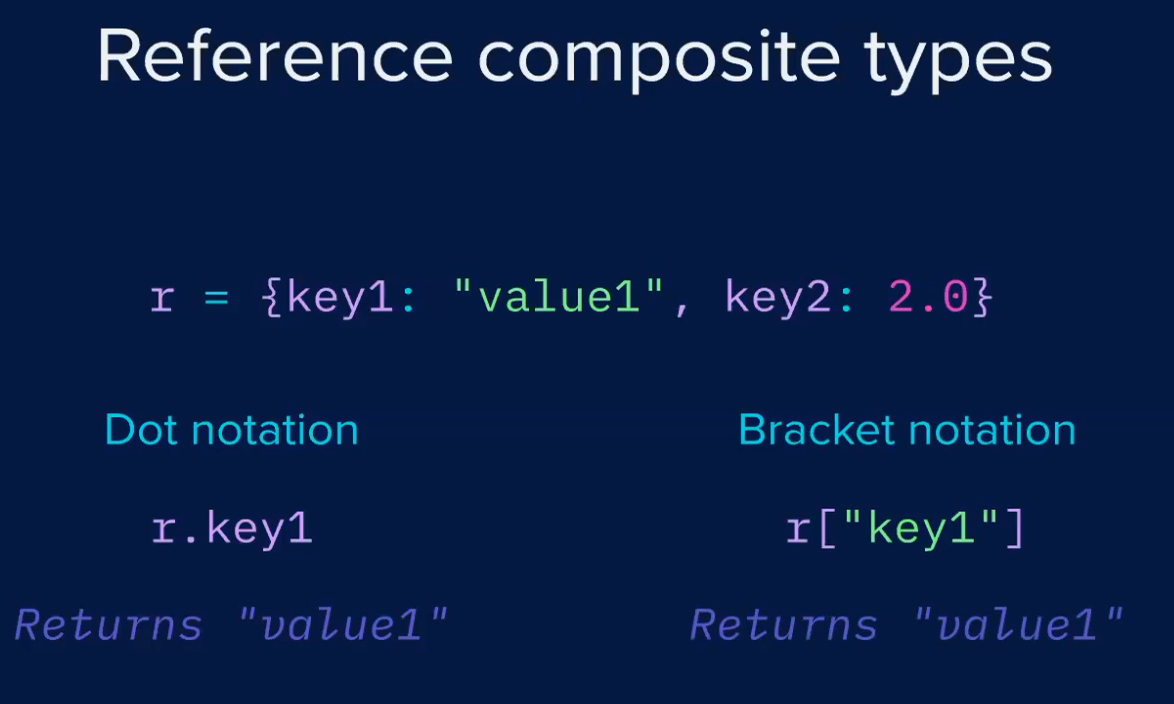 Reference composite types
r = {key1: "value1", key2: 2.0}
Dot notation
Bracket notation
r.key1
r["key1"]
Returns "value1"
Returns "value1"